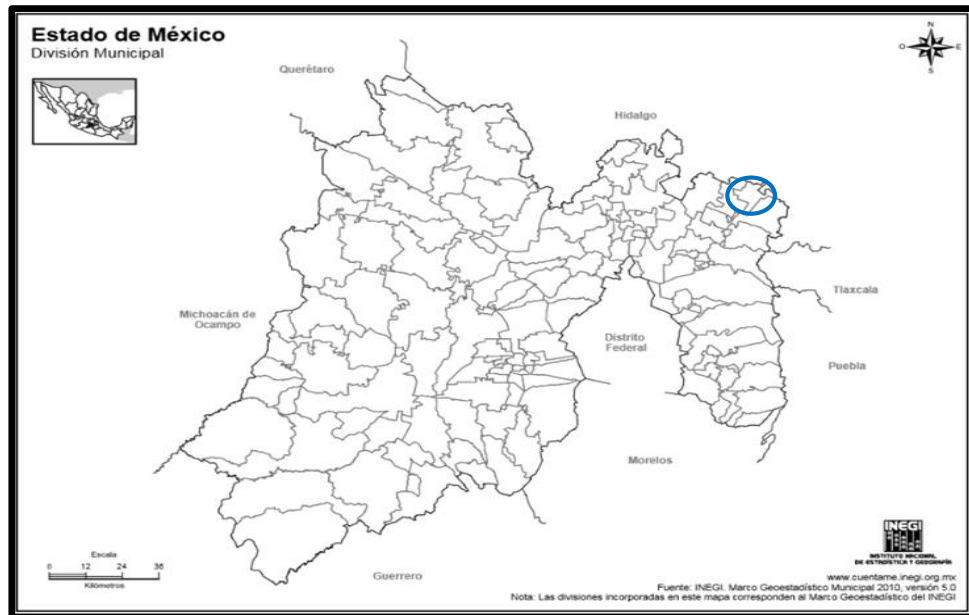 Estado de México
División Municipal
N
O
E
S
Querétaro
Hidalgo
Tlaxcala
Michoacán de
Ocampo
Distrito
Federal
Puebla
Morelos
Guerrero
Escala
0 12 24 36
Kilómetros
INEGI
INSTITUTO NACIONAL
DE ESTADÍSTICA Y GEOGRAFÍA
www.cuentame.inegi.org.mx
Fuente: INEGI. Marco Geoestadístico Municipal 2010, versión 5.0
Nota: Las divisiones incorporadas en este mapa corresponden al Marco Geoestadístico del INEGI